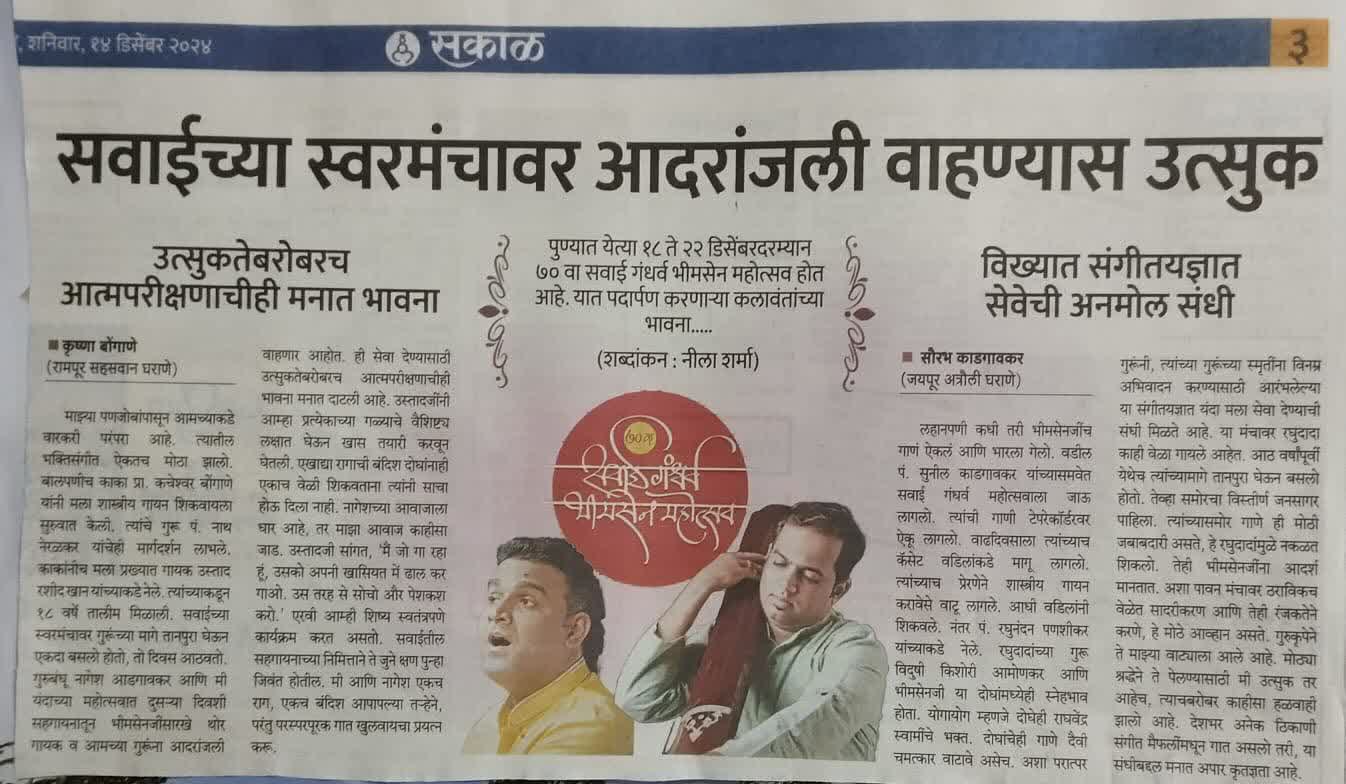 , शनिवार, १४ डिसेंबर २०२४
सकाळ
३
सवाईच्या स्वरमंचावर आदरांजली वाहण्यास उत्सुक
उत्सुकतेबरोबरच
आत्मपरीक्षणाचीही मनात भावना
■ कृष्णा बोंगाणे
(रामपूर सहसवान घराणे)
माझ्या पणजोबांपासून आमच्याकडे
वारकरी परंपरा आहे. त्यातील
भक्तिसंगीत ऐकतच मोठा झालो.
बालपणीच काका प्रा. कचेश्वर बोंगाणे
यांनी मला शास्त्रीय गायन शिकवायला
सुरुवात केली. त्यांचे गुरू पं. नाथ
नेरळकर यांचेही मार्गदर्शन लाभले.
काकांनीच मला प्रख्यात गायक उस्ताद
रशीद खान यांच्याकडे नेले. त्यांच्याकडून
१८ वर्षे तालीम मिळाली. सवाईच्या
स्वरमंचावर गुरूंच्या मागे तानपुरा घेऊन
एकदा बसलो होतो, तो दिवस आठवतो.
गुरुबंधू नागेश आडगावकर आणि मी
यंदाच्या महोत्सवात दुसऱ्या दिवशी
सहगायनातून भीमसेनजींसारखे थोर
गायक व आमच्या गुरूंना आदरांजली
वाहणार आहोत. ही सेवा देण्यासाठी
उत्सुकतेबरोबरच आत्मपरीक्षणाचीही
भावना मनात दाटली आहे. उस्तादजींनी
आम्हा प्रत्येकाच्या गळ्याचे वैशिष्ट्य
लक्षात घेऊन खास तयारी करवून
घेतली. एखाद्या रागाची बंदिश दोघांनाही
एकाच वेळी शिकवताना त्यांनी साचा
होऊ दिला नाही. नागेशच्या आवाजाला
धार आहे, तर माझा आवाज काहीसा
जाड. उस्तादजी सांगत, 'मैं जो गा रहा
हूं, उसको अपनी खासियत में ढाल कर
गाओ. उस तरह से सोचो और पेशकश
करो.' एरवी आम्ही शिष्य स्वतंत्रपणे
कार्यक्रम करत असतो. सवाईतील
सहगायनाच्या निमित्ताने ते जुने क्षण पुन्हा
जिवंत होतील. मी आणि नागेश एकच
राग, एकच बंदिश आपापल्या तऱ्हेने,
परंतु परस्परपूरक गात खुलवायचा प्रयत्न
करू.
पुण्यात येत्या १८ ते २२ डिसेंबरदरम्यान
७० वा सवाई गंधर्व भीमसेन महोत्सव होत
आहे. यात पदार्पण करणाऱ्या कलावंतांच्या
भावना.....
(शब्दांकन : नीला शर्मा)
७० वा
सवाई गंधर्व
भीमसेन महोत्सव
विख्यात संगीतयज्ञात
सेवेची अनमोल संधी
■ सौरभ काडगावकर
(जयपूर अत्रौली घराणे)
लहानपणी कधी तरी भीमसेनजींच
गाणं ऐकलं आणि भारला गेलो. वडील
पं. सुनील काडगावकर यांच्यासमवेत
सवाई गंधर्व महोत्सवाला जाऊ
लागलो. त्यांची गाणी टेपरेकॉर्डरवर
ऐकू लागलो. वाढदिवसाला त्यांच्याच
कॅसेट वडिलांकडे मागू लागलो.
त्यांच्याच प्रेरणेने शास्त्रीय गायन
करावेसे वाटू लागले. आधी वडिलांनी
शिकवले. नंतर पं. रघुनंदन पणशीकर
यांच्याकडे नेले. रघुदादांच्या गुरू
विदुषी किशोरी आमोणकर आणि
भीमसेनजी या दोघांमध्येही स्नेहभाव
होता. योगायोग म्हणजे दोघेही राघवेंद्र
स्वामींचे भक्त. दोघांचेही गाणे दैवी
चमत्कार वाटावे असेच. अशा परात्पर
गुरूंनी, त्यांच्या गुरूंच्या स्मृतींना विनम्र
अभिवादन करण्यासाठी आरंभलेल्या
या संगीतयज्ञात यंदा मला सेवा देण्याची
संधी मिळते आहे. या मंचावर रघुदादा
काही वेळा गायले आहेत. आठ वर्षांपूर्वी
येथेच त्यांच्यामागे तानपुरा घेऊन बसलो
होतो. तेव्हा समोरचा विस्तीर्ण जनसागर
पाहिला. त्यांच्यासमोर गाणे ही मोठी
जबाबदारी असते, हे रघुदादांमुळे नकळत
शिकलो. तेही भीमसेनजींना आदर्श
मानतात. अशा पावन मंचावर ठराविकच
वेळेत सादरीकरण आणि तेही रंजकतेने
करणे, हे मोठे आव्हान असते. गुरुकृपेने
ते माझ्या वाट्याला आले आहे. मोठ्या
श्रद्धेने ते पेलण्यासाठी मी उत्सुक तर
आहेच, त्याचबरोबर काहीसा हळवाही
झालो आहे. देशभर अनेक ठिकाणी
संगीत मैफलींमधून गात असलो तरी, या
संधीबद्दल मनात अपार कृतज्ञता आहे.